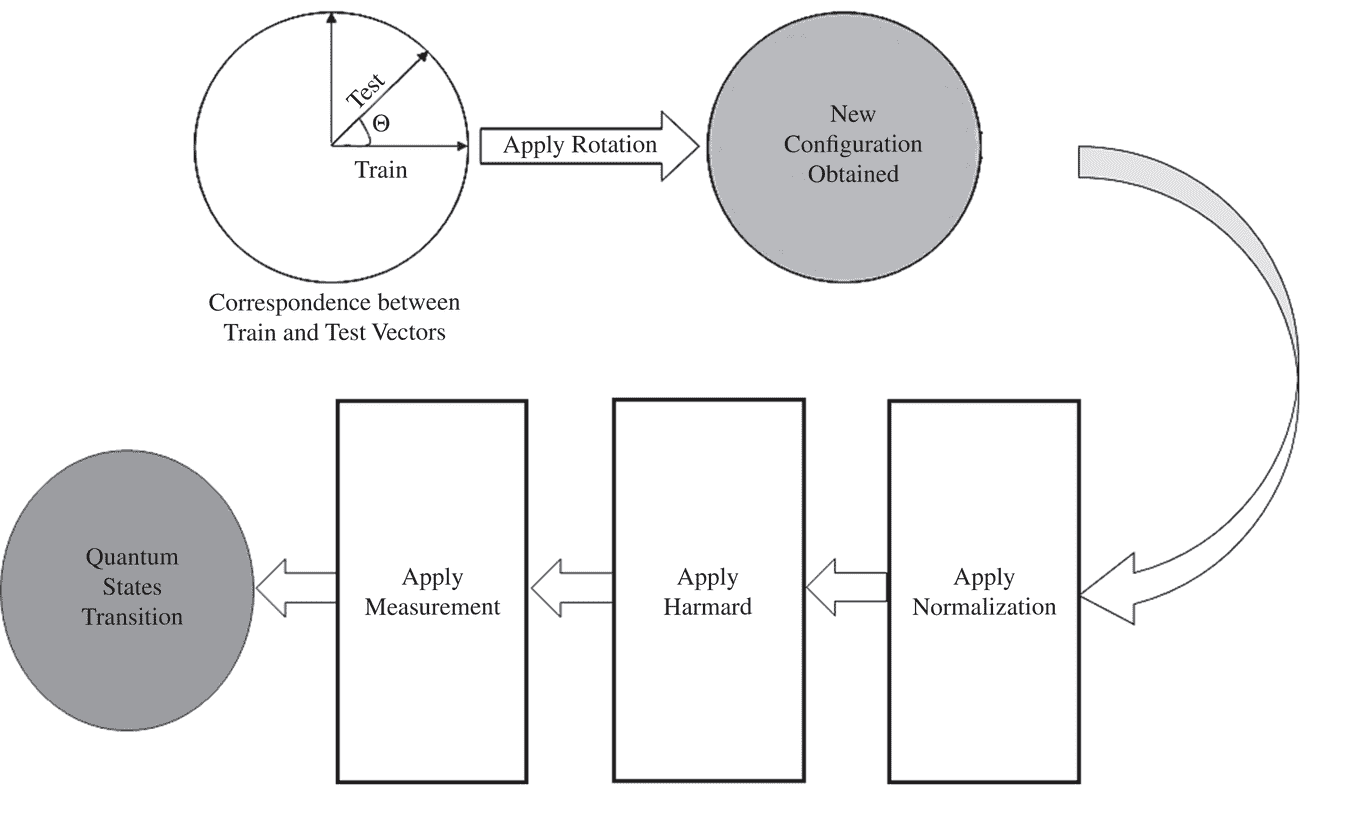 Test
Θ
Train
Correspondence between
Train and Test Vectors
Apply Rotation
New
Configuration
Obtained
Apply
Normalization
Apply
Harmard
Apply
Measurement
Quantum
States
Transition